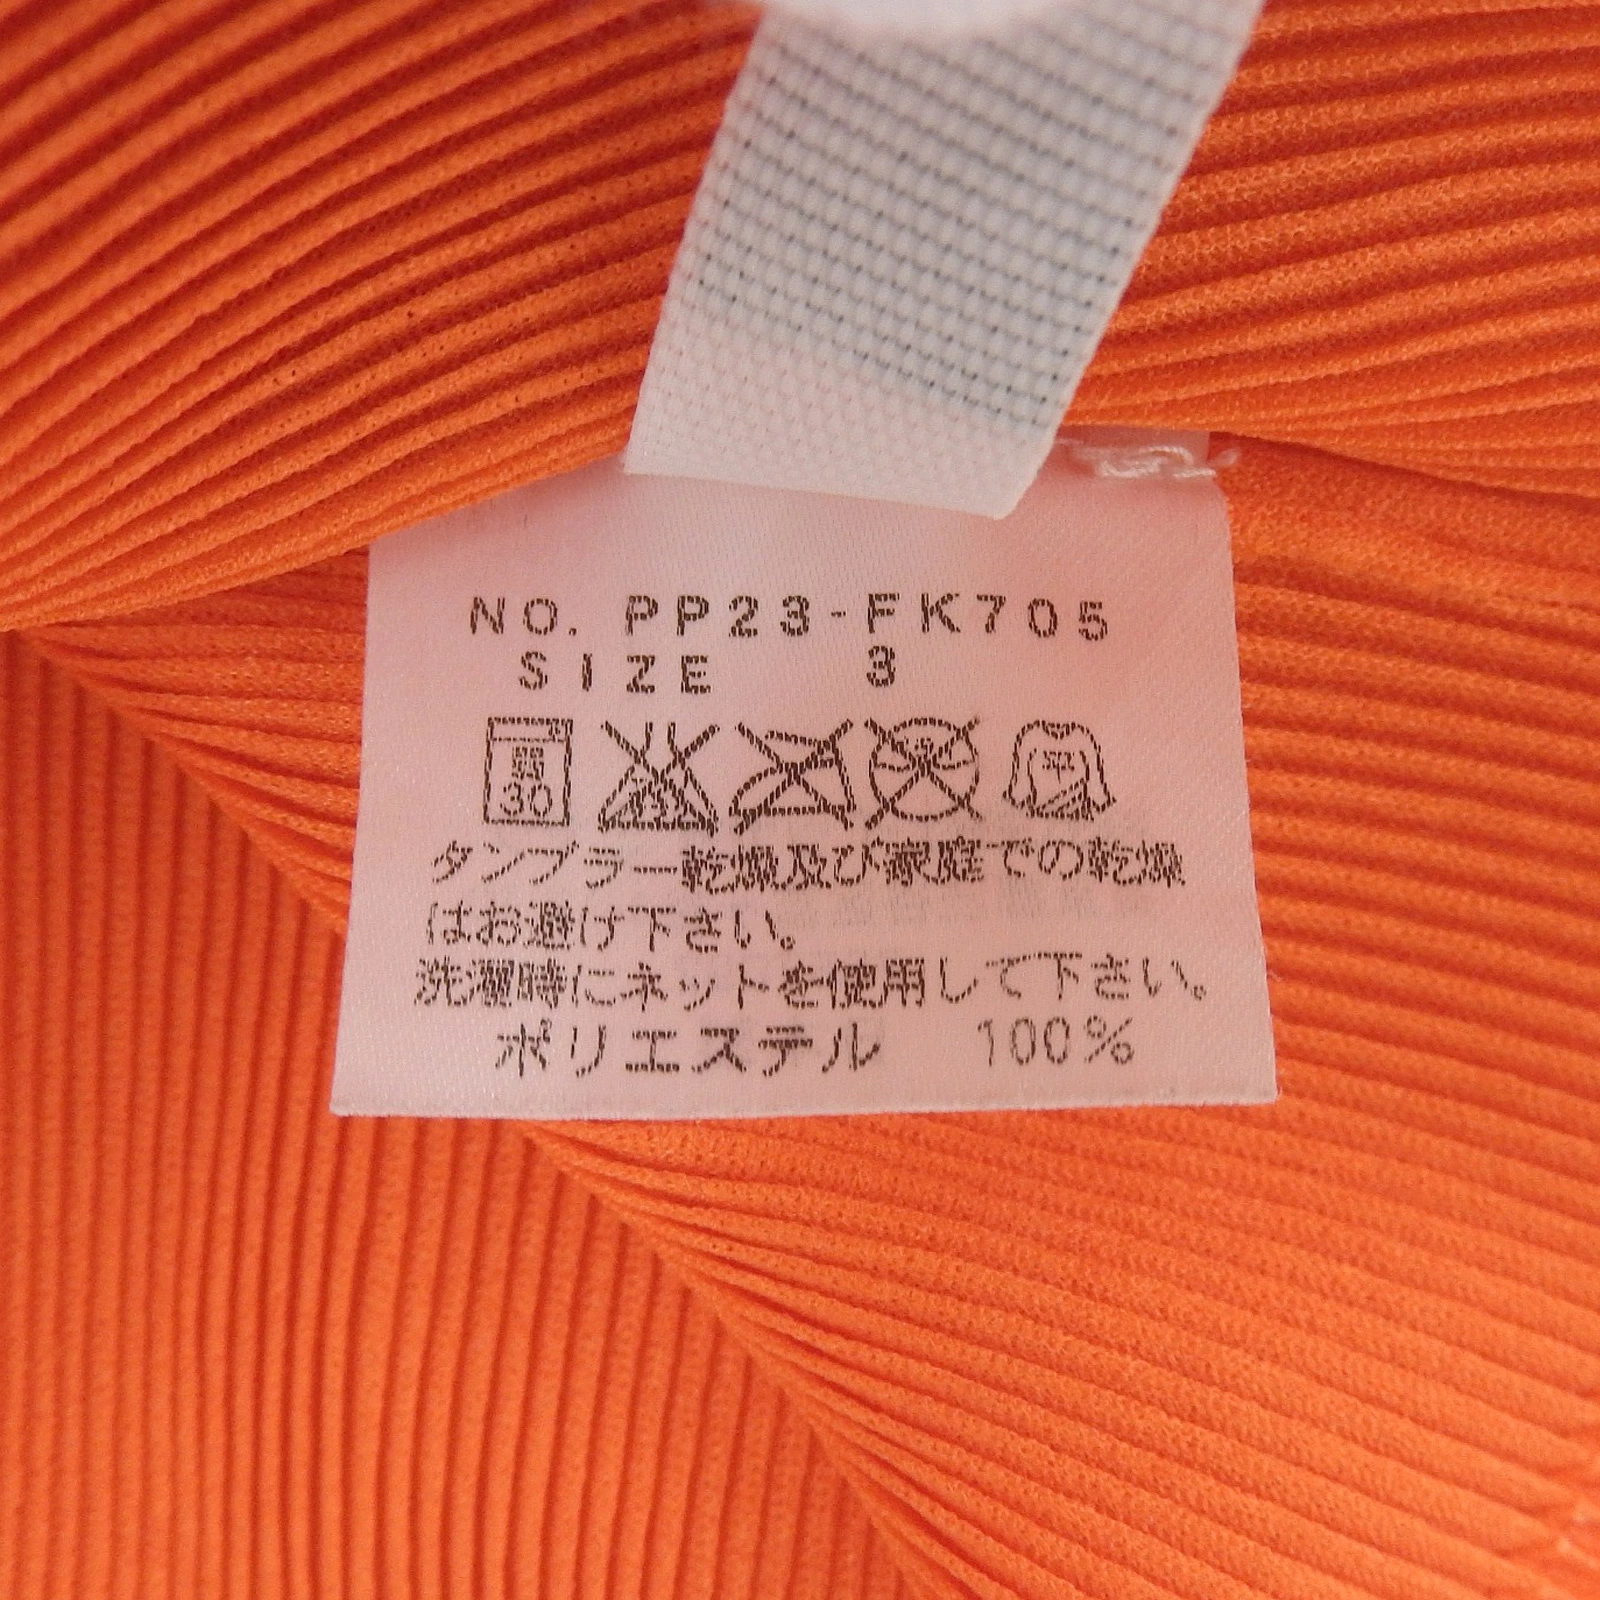 NO. PP23-FK705
SIZE 3
30 平
タンブラー乾燥及び家庭での乾燥
はお避け下さい。
洗濯時にネットを使用して下さい。
ポリエステル 100%